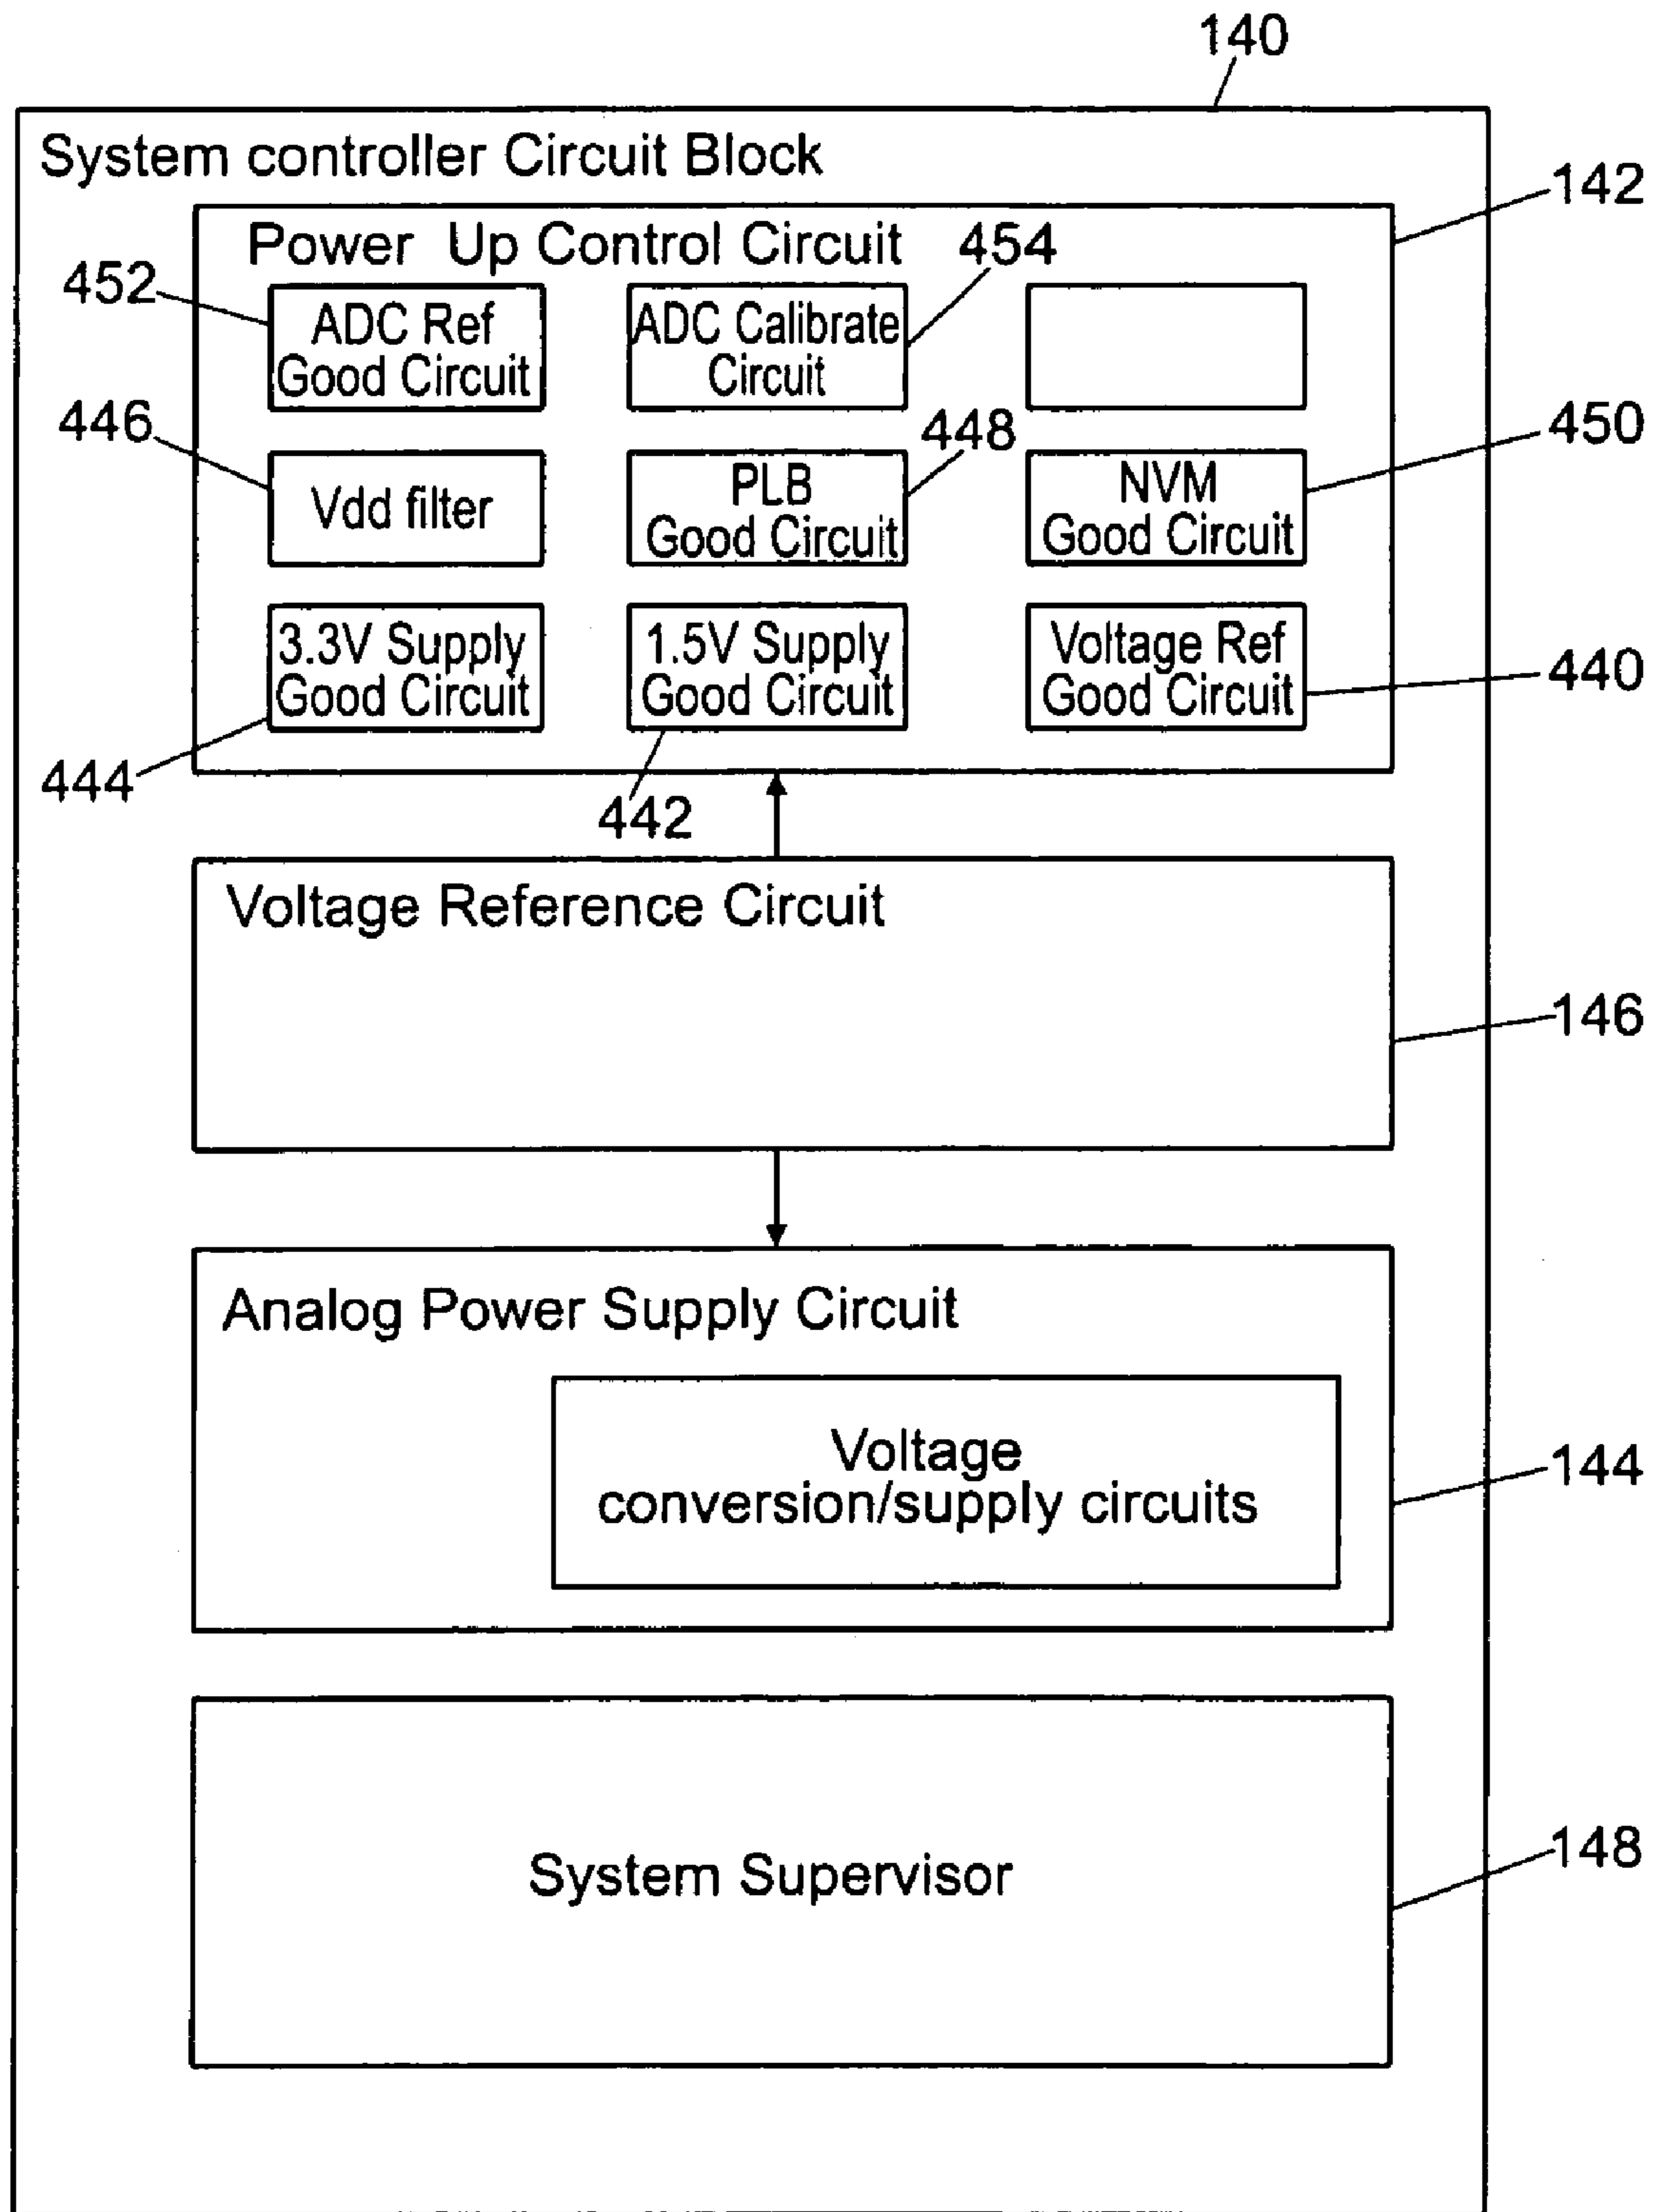 140
System controller Circuit Block
142
Power Up Control Circuit
454
452
ADC Ref
Good Circuit
ADC Calibrate
Circuit
446
448
450
Vdd filter
PLB
Good Circuit
NVM
Good Circuit
3.3V Supply
Good Circuit
1.5V Supply
Good Circuit
Voltage Ref
Good Circuit
440
444
442
Voltage Reference Circuit
146
Analog Power Supply Circuit
Voltage
conversion/supply circuits
144
System Supervisor
148